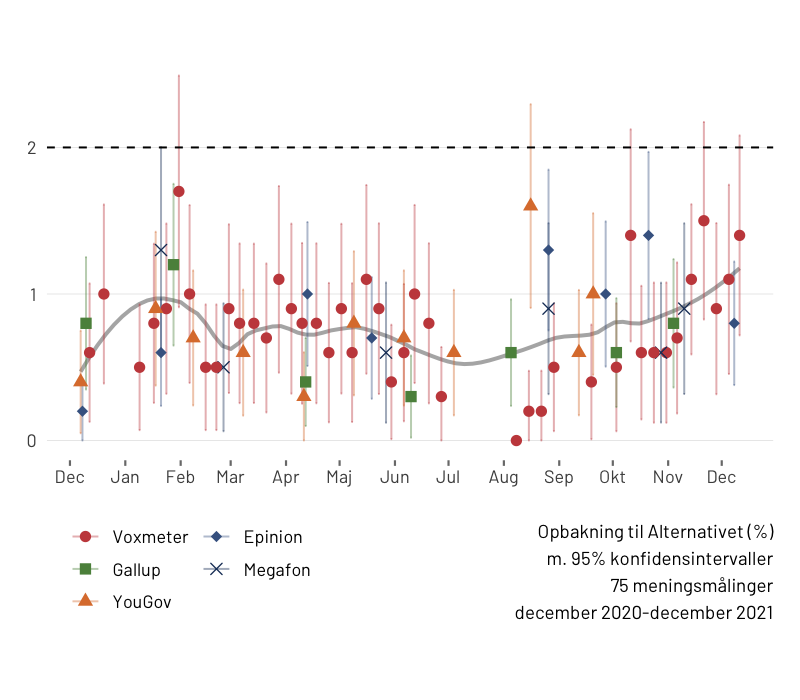 2
1
0
Dec Jan Feb Mar Apr Maj Jun Jul Aug Sep Okt Nov Dec
Voxmeter Epinion
Gallup Megafon
YouGov
Opbakning til Alternativet (%)
m. 95% konfidensintervaller
75 meningsmålinger
december 2020-december 2021